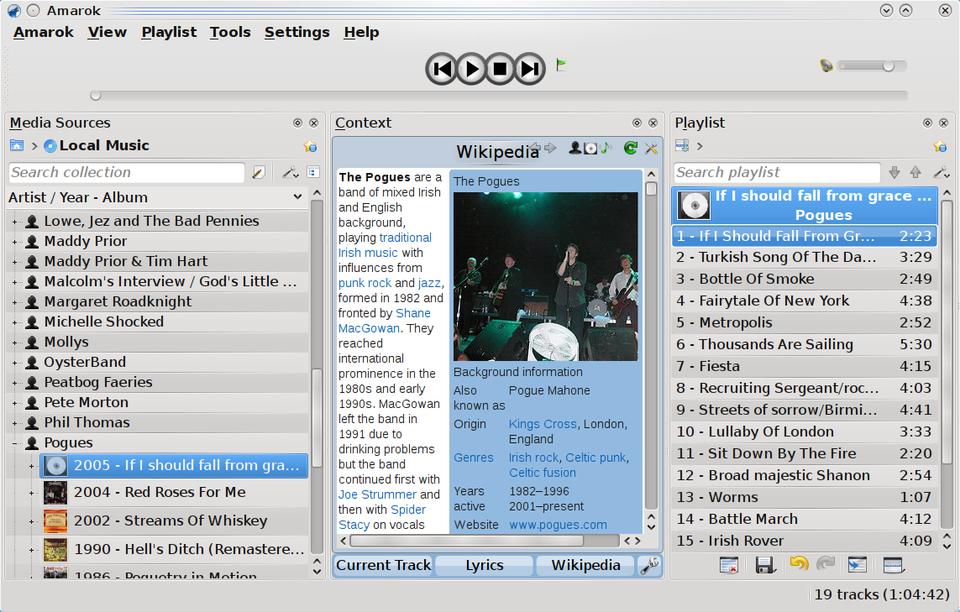 Amarok
Amarok View Playlist Tools Settings Help
Media Sources
Local Music
Search collection
Artist / Year - Album
Lowe, Jez and The Bad Pennies
Maddy Prior
Maddy Prior & Tim Hart
Malcolm's Interview / God's Little ...
Margaret Roadknight
Michelle Shocked
Mollys
OysterBand
Peatbog Faeries
Pete Morton
Phil Thomas
Pogues
2005 - If I should fall from gra...
2004 - Red Roses For Me
2002 - Streams Of Whiskey
1990 - Hell's Ditch (Remastere...
1986 - Poguetry in Motion
Context
Wikipedia
The Pogues are a
band of mixed Irish
and English
background,
playing traditional
Irish music with
influences from
punk rock and jazz,
formed in 1982 and
fronted by Shane
MacGowan. They
reached
international
prominence in the
1980s and early
1990s. MacGowan
left the band in
1991 due to
drinking problems
but the band
continued first with
Joe Strummer and
then with Spider
Stacy on vocals
The Pogues
Background information
Also known as Pogue Mahone
Origin Kings Cross, London, England
Genres Irish rock, Celtic punk, Celtic fusion
Years active 1982–1996 2001–present
Website www.pogues.com
Current Track Lyrics Wikipedia
Playlist
Search playlist
If I should fall from grace ...
Pogues
1 - If I Should Fall From Gr... 2:23
2 - Turkish Song Of The Da... 3:29
3 - Bottle Of Smoke 2:49
4 - Fairytale Of New York 4:38
5 - Metropolis 2:52
6 - Thousands Are Sailing 5:30
7 - Fiesta 4:15
8 - Recruiting Sergeant/roc... 4:03
9 - Streets of sorrow/Birmi... 4:41
10 - Lullaby Of London 3:33
11 - Sit Down By The Fire 2:20
12 - Broad majestic Shanon 2:54
13 - Worms 1:07
14 - Battle March 4:12
15 - Irish Rover 4:09
19 tracks (1:04:42)